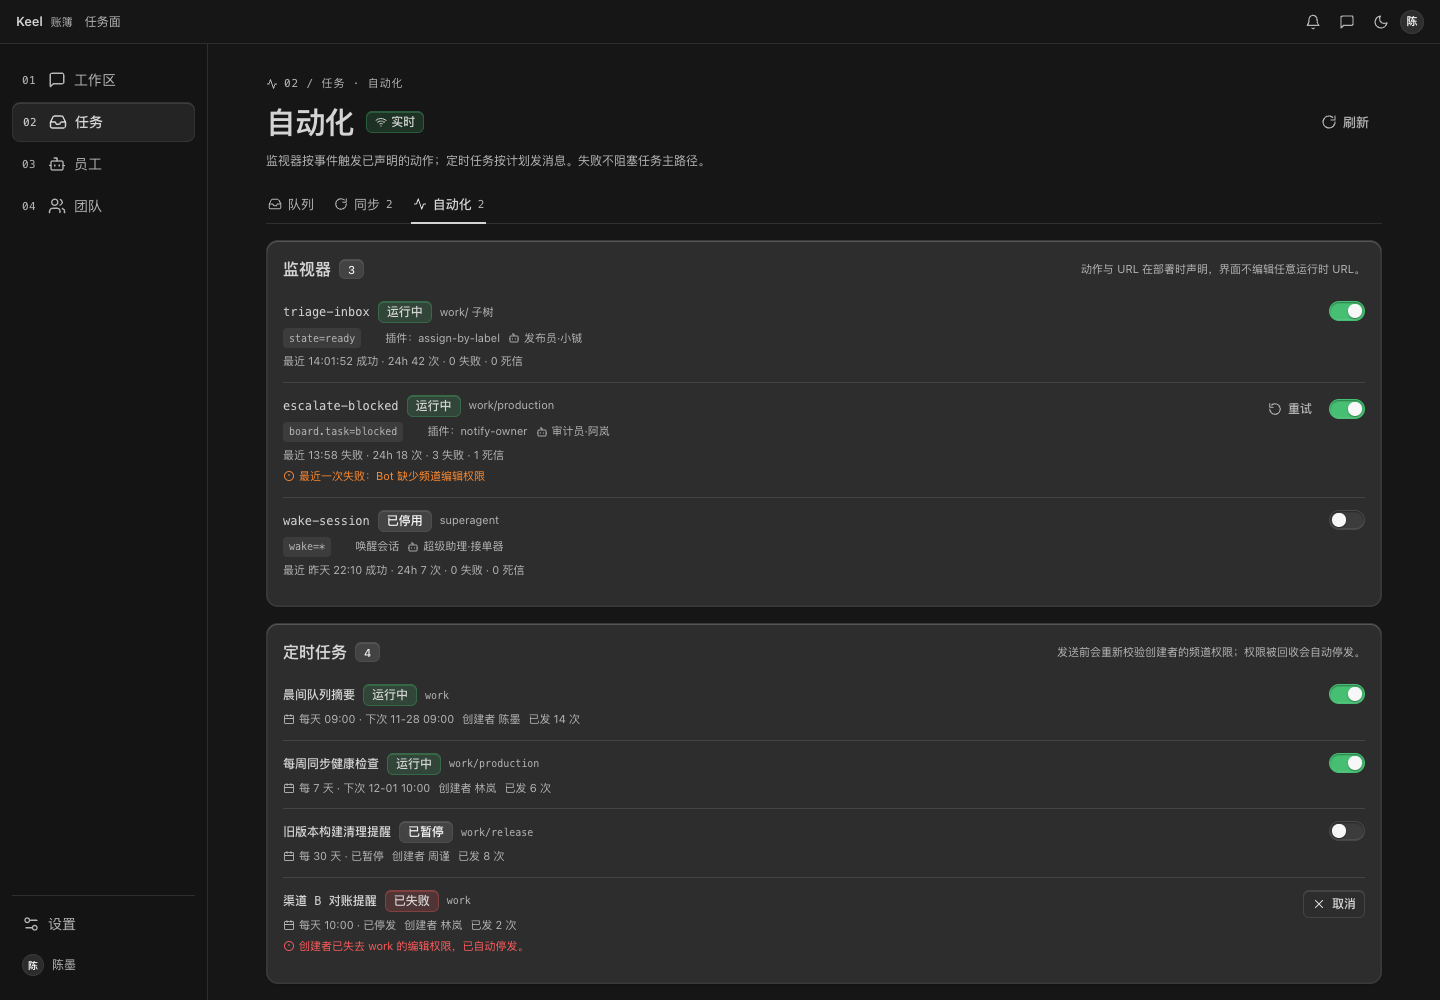 Keel 账簿 任务面 陈
01 工作区
02 任务
03 员工
04 团队
设置
陈 陈墨
02 / 任务 · 自动化
自动化 实时 刷新
监视器按事件触发已声明的动作；定时任务按计划发消息。失败不阻塞任务主路径。
队列 同步 2 自动化 2
监视器 3 动作与 URL 在部署时声明，界面不编辑任意运行时 URL。
triage-inbox 运行中 work/ 子树
state=ready 插件：assign-by-label 发布员·小钺
最近 14:01:52 成功 · 24h 42 次 · 0 失败 · 0 死信
escalate-blocked 运行中 work/production 重试
board.task=blocked 插件：notify-owner 审计员·阿岚
最近 13:58 失败 · 24h 18 次 · 3 失败 · 1 死信
最近一次失败：Bot 缺少频道编辑权限
wake-session 已停用 superagent
wake=* 唤醒会话 超级助理·接单器
最近 昨天 22:10 成功 · 24h 7 次 · 0 失败 · 0 死信
定时任务 4 发送前会重新校验创建者的频道权限；权限被回收会自动停发。
晨间队列摘要 运行中 work
每天 09:00 · 下次 11-28 09:00 创建者 陈墨 已发 14 次
每周同步健康检查 运行中 work/production
每 7 天 · 下次 12-01 10:00 创建者 林岚 已发 6 次
旧版本构建清理提醒 已暂停 work/release
每 30 天 · 已暂停 创建者 周谨 已发 8 次
渠道 B 对账提醒 已失败 work 取消
每天 10:00 · 已停发 创建者 林岚 已发 2 次
创建者已失去 work 的编辑权限，已自动停发。